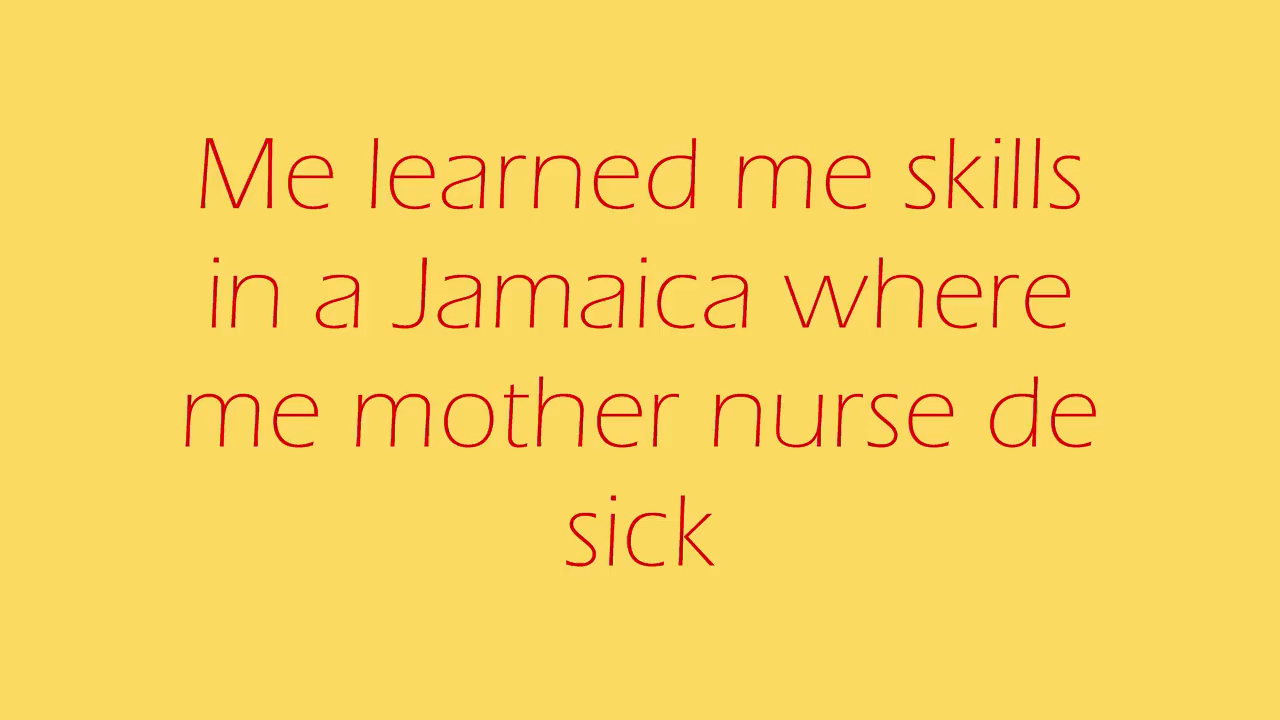 Me learned me skills
in a Jamaica where
me mother nurse de
sick